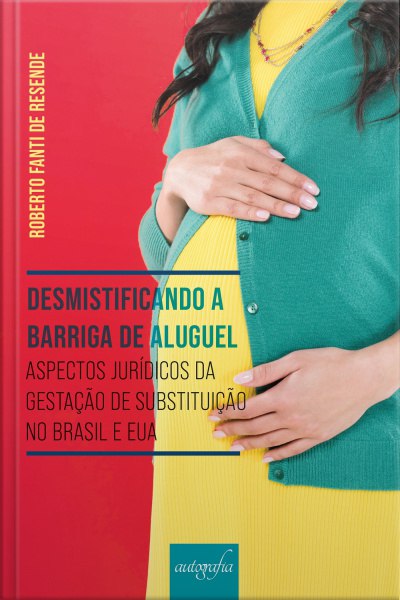 ROBERTO FANTI DE RESENDE
DESMISTIFICANDO A
BARRIGA DE ALUGUEL
ASPECTOS JURÍDICOS DA
GESTAÇÃO DE SUBSTITUIÇÃO
NO BRASIL E EUA
autografia